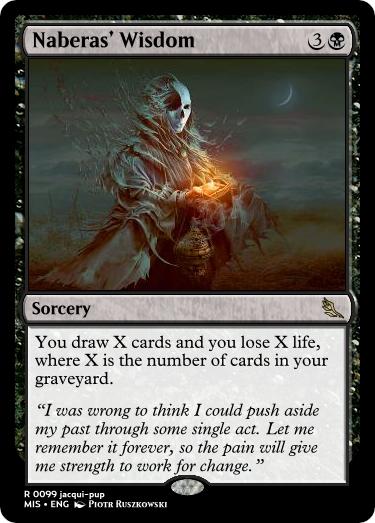 Naberas’ Wisdom 3
Sorcery
You draw X cards and you lose X life,
where X is the number of cards in your
graveyard.
“I was wrong to think I could push aside
my past through some single act. Let me
remember it forever, so the pain will give
me strength to work for change.”
R 0099 jacqui-pup
MIS • ENG Piotr Ruszkowski